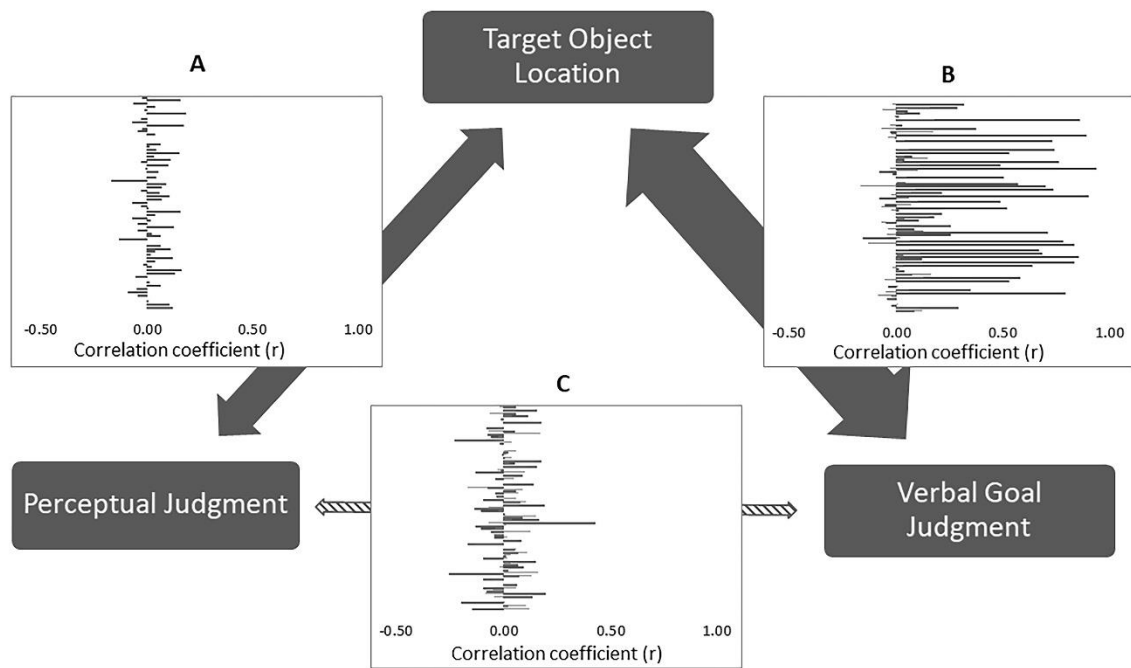 Target Object
Location
A
B
-0.50 0.00 0.50 1.00
Correlation coefficient (r)
-0.50 0.00 0.50 1.00
Correlation coefficient (r)
C
Perceptual Judgment
Verbal Goal
Judgment
-0.50 0.00 0.50 1.00
Correlation coefficient (r)